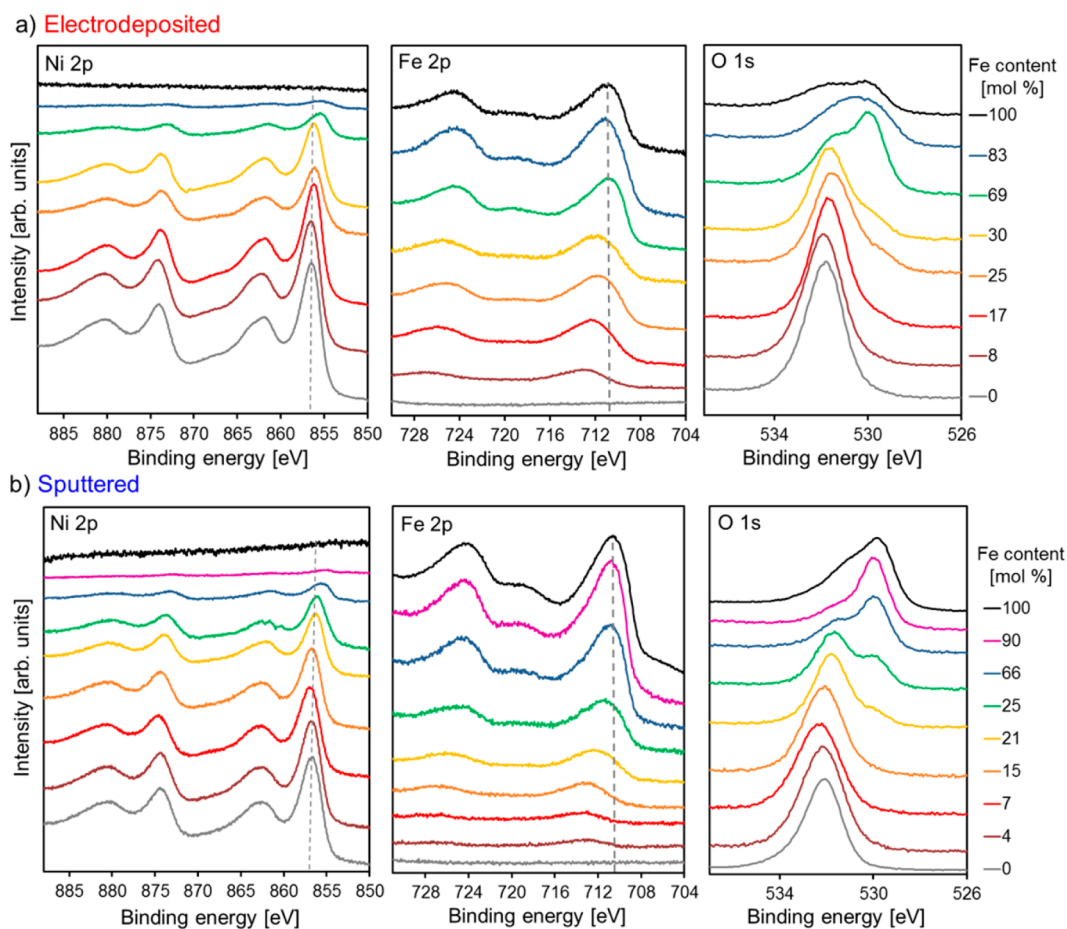 a) Electrodeposited
Ni 2p
Fe 2p
O 1s
Fe content
[mol %]
100
83
69
30
25
17
8
0
Intensity [arb. units]
885 880 875 870 865 860 855 850
728 724 720 716 712 708 704
534 530 526
Binding energy [eV]
Binding energy [eV]
Binding energy [eV]
b) Sputtered
Ni 2p
Fe 2p
O 1s
Fe content
[mol %]
100
90
66
25
21
15
7
4
0
Intensity [arb. units]
885 880 875 870 865 860 855 850
728 724 720 716 712 708 704
534 530 526
Binding energy [eV]
Binding energy [eV]
Binding energy [eV]